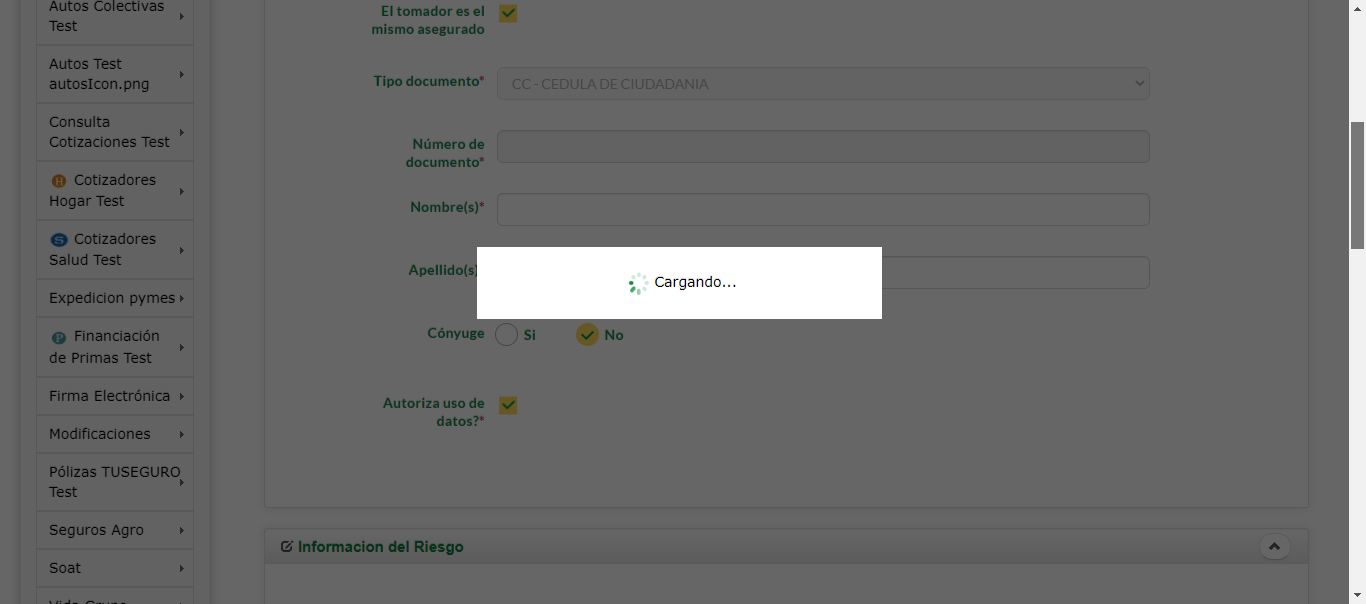 Autos Colectivas
Test
Autos Test
autosIcon.png
Consulta
Cotizaciones Test
H Cotizadores
Hogar Test
S Cotizadores
Salud Test
Expedicion pymes
P Financiación
de Primas Test
Firma Electrónica
Modificaciones
Pólizas TUSEGURO
Test
Seguros Agro
Soat
Vida Grupo
El tomador es el
mismo asegurado
Tipo documento*
CC - CEDULA DE CIUDADANIA
Número de
documento*
Nombre(s)*
Apellido(s)
Cargando...
Cónyuge
Si
No
Autoriza uso de
datos?*
Informacion del Riesgo